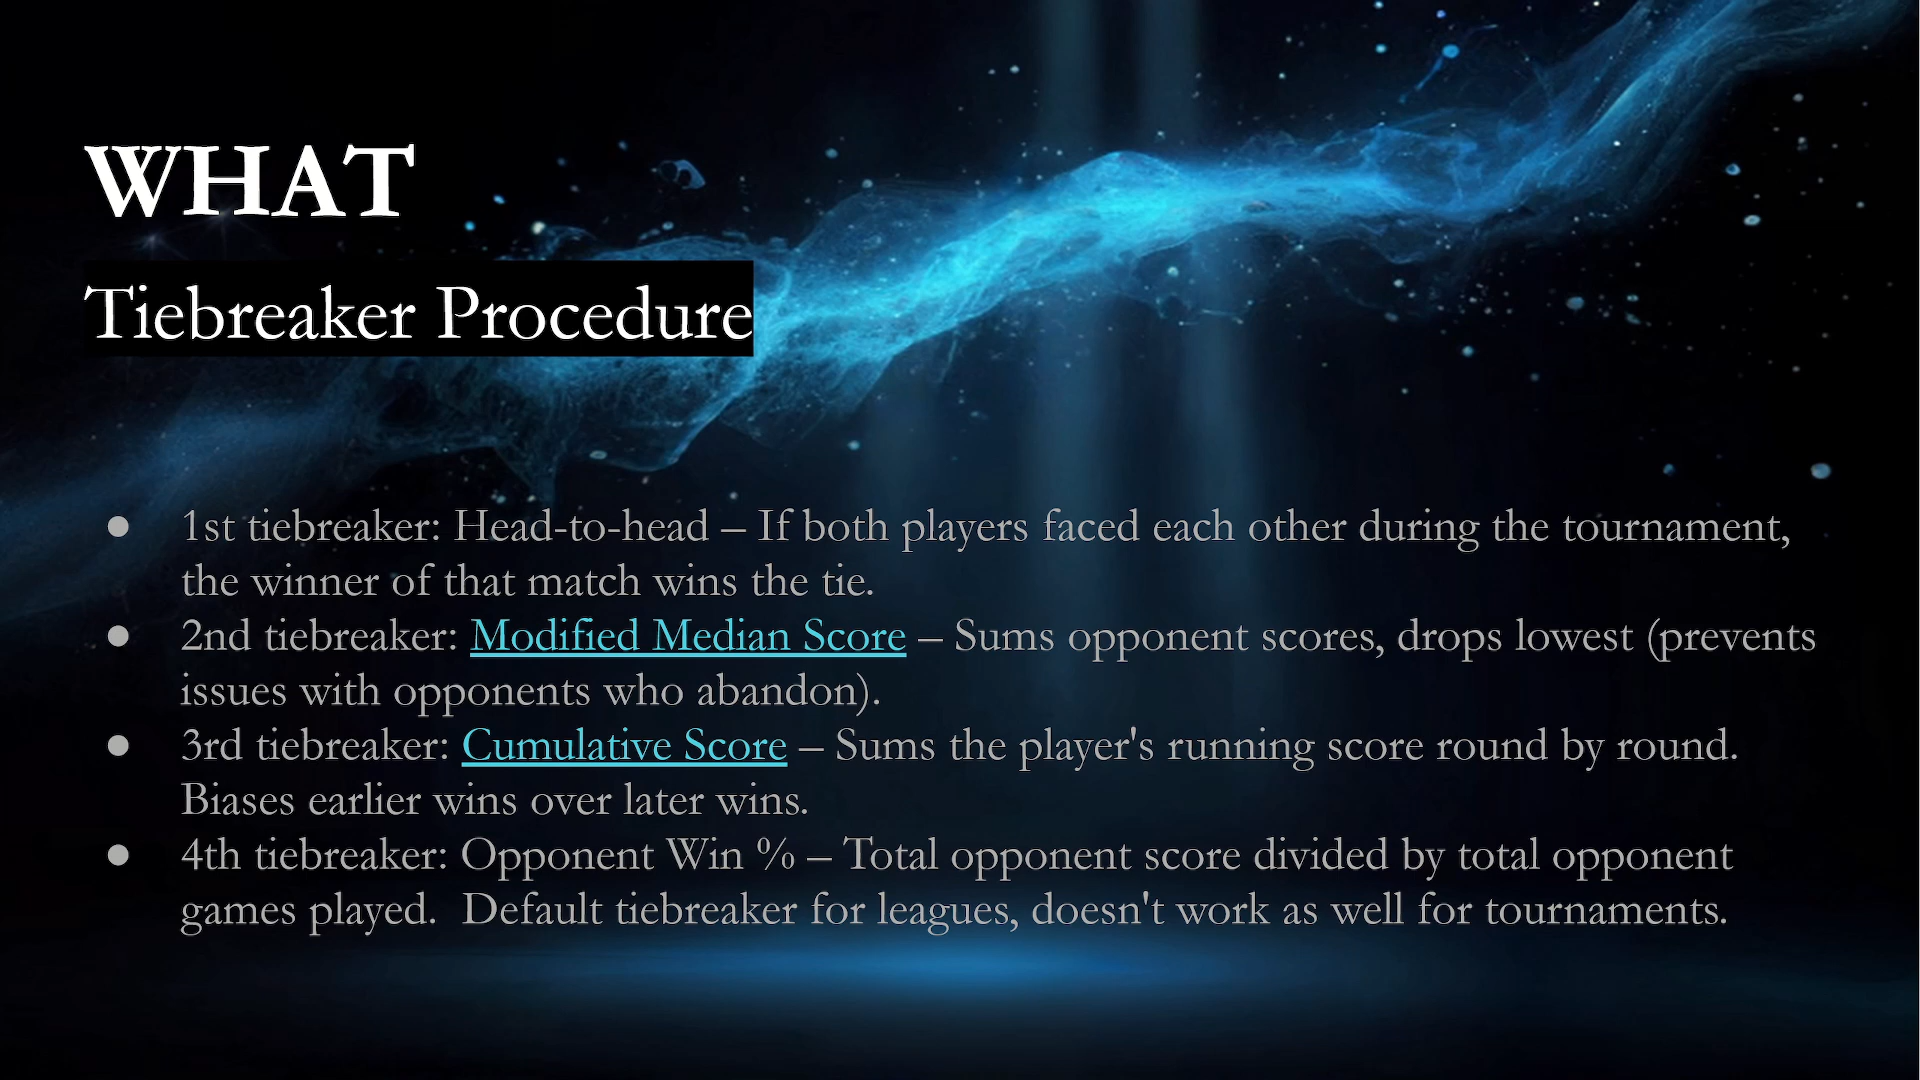 WHAT
Tiebreaker Procedure
● 1st tiebreaker: Head-to-head – If both players faced each other during the tournament,
the winner of that match wins the tie.
● 2nd tiebreaker: Modified Median Score – Sums opponent scores, drops lowest (prevents
issues with opponents who abandon).
● 3rd tiebreaker: Cumulative Score – Sums the player's running score round by round.
Biases earlier wins over later wins.
● 4th tiebreaker: Opponent Win % – Total opponent score divided by total opponent
games played.  Default tiebreaker for leagues, doesn't work as well for tournaments.